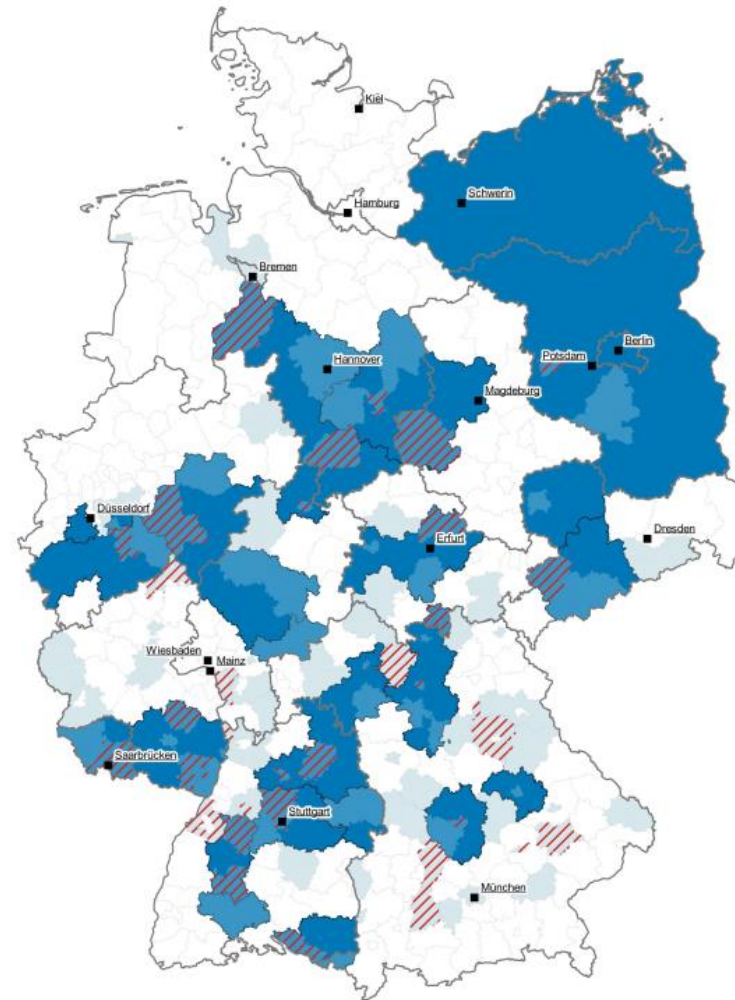 Kiel
Hamburg
Schwerin
Bremen
Berlin
Potsdam
Hannover
Magdeburg
Düsseldorf
Dresden
Erfurt
Wiesbaden
Mainz
Saarbrücken
Stuttgart
München